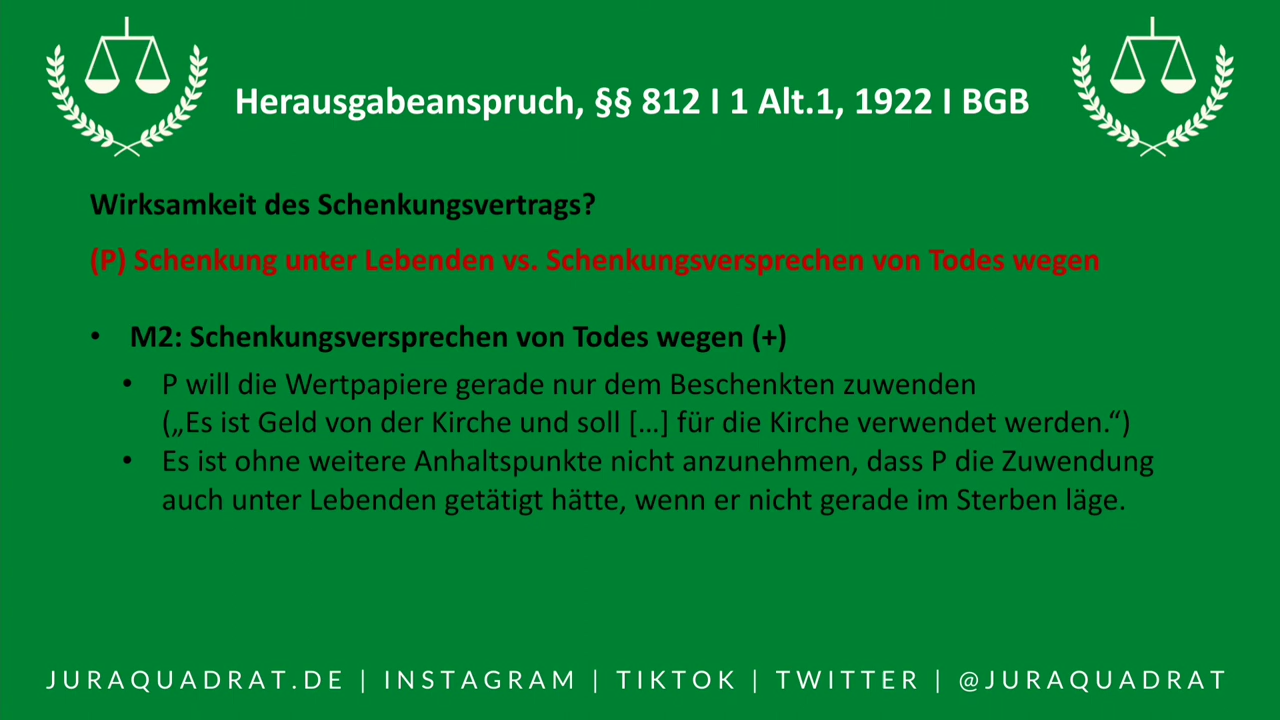 Herausgabeanspruch, §§ 812 I 1 Alt.1, 1922 I BGB
Wirksamkeit des Schenkungsvertrags?
(P) Schenkung unter Lebenden vs. Schenkungsversprechen von Todes wegen
• M2: Schenkungsversprechen von Todes wegen (+)
• P will die Wertpapiere gerade nur dem Beschenkten zuwenden
(„Es ist Geld von der Kirche und soll […] für die Kirche verwendet werden.“)
• Es ist ohne weitere Anhaltspunkte nicht anzunehmen, dass P die Zuwendung
auch unter Lebenden getätigt hätte, wenn er nicht gerade im Sterben läge.
JURAQUADRAT.DE | INSTAGRAM | TIKTOK | TWITTER | @JURAQUADRAT